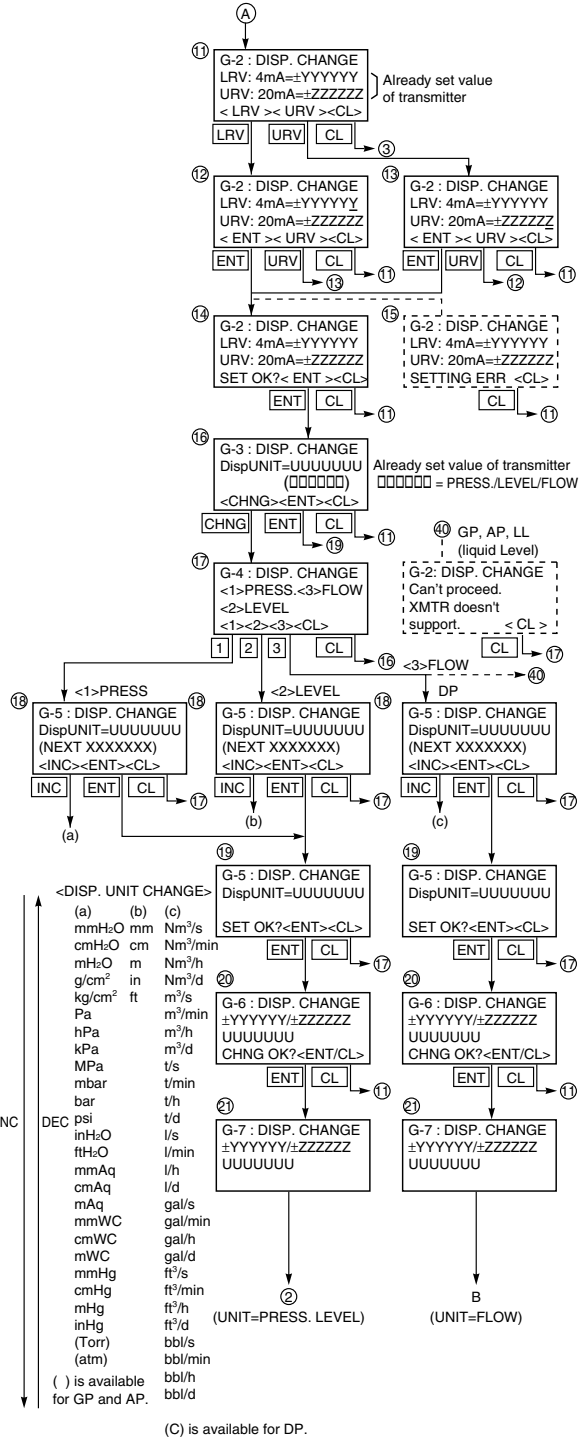 A
⑪
G-2 : DISP. CHANGE
LRV: 4mA=±YYYYYY
URV: 20mA=±ZZZZZZ
< LRV >< URV ><CL>
Already set value
of transmitter
LRV URV CL
③
⑫
G-2 : DISP. CHANGE
LRV: 4mA=±YYYYYY
URV: 20mA=±ZZZZZZ
< ENT >< URV ><CL>
ENT URV CL
⑬ ⑪
⑬
G-2 : DISP. CHANGE
LRV: 4mA=±YYYYYY
URV: 20mA=±ZZZZZZ
< ENT >< URV ><CL>
ENT URV CL
⑫ ⑪
⑭
G-2 : DISP. CHANGE
LRV: 4mA=±YYYYYY
URV: 20mA=±ZZZZZZ
SET OK?< ENT ><CL>
ENT CL
⑪
⑮
G-2 : DISP. CHANGE
LRV: 4mA=±YYYYYY
URV: 20mA=±ZZZZZZ
SETTING ERR <CL>
CL
⑪
⑯
G-3 : DISP. CHANGE
DispUNIT=UUUUUUU
(▯▯▯▯▯▯)
<CHNG><ENT><CL>
Already set value of transmitter
▯▯▯▯▯▯ = PRESS./LEVEL/FLOW
CHNG ENT CL
⑲ ⑪
⑰
G-4 : DISP. CHANGE
<1>PRESS.<3>FLOW
<2>LEVEL
<1><2><3><CL>
1 2 3 CL
⑯
㊵ GP, AP, LL
(liquid Level)
G-2: DISP. CHANGE
Can't proceed.
XMTR doesn't
support. < CL >
CL
⑰
<3>FLOW
㊵
<1>PRESS
⑱
G-5 : DISP. CHANGE
DispUNIT=UUUUUUU
(NEXT XXXXXXX)
<INC><ENT><CL>
INC ENT CL
⑰
(a)
<2>LEVEL
⑱
G-5 : DISP. CHANGE
DispUNIT=UUUUUUU
(NEXT XXXXXXX)
<INC><ENT><CL>
INC ENT CL
⑰
(b)
DP
⑱
G-5 : DISP. CHANGE
DispUNIT=UUUUUUU
(NEXT XXXXXXX)
<INC><ENT><CL>
INC ENT CL
⑰
(c)
⑲
G-5 : DISP. CHANGE
DispUNIT=UUUUUUU
SET OK?<ENT><CL>
ENT CL
⑰
⑲
G-5 : DISP. CHANGE
DispUNIT=UUUUUUU
SET OK?<ENT><CL>
ENT CL
⑰
⑳
G-6 : DISP. CHANGE
±YYYYYY/±ZZZZZZ
UUUUUUU
CHNG OK?<ENT/CL>
ENT CL
⑪
⑳
G-6 : DISP. CHANGE
±YYYYYY/±ZZZZZZ
UUUUUUU
CHNG OK?<ENT/CL>
ENT CL
⑪
㉑
G-7 : DISP. CHANGE
±YYYYYY/±ZZZZZZ
UUUUUUU
②
(UNIT=PRESS. LEVEL)
㉑
G-7 : DISP. CHANGE
±YYYYYY/±ZZZZZZ
UUUUUUU
B
(UNIT=FLOW)
<DISP. UNIT CHANGE>
(a) (b) (c)
mmH₂O mm Nm³/s
cmH₂O cm Nm³/min
mH₂O m Nm³/h
g/cm² in Nm³/d
kg/cm² ft m³/s
Pa m³/min
hPa m³/h
kPa m³/d
MPa t/s
mbar t/min
bar t/h
NC DEC psi t/d
inH₂O l/s
ftH₂O l/min
mmAq l/h
cmAq l/d
mAq gal/s
mmWC gal/min
cmWC gal/h
mWC gal/d
mmHg ft³/s
cmHg ft³/min
mHg ft³/h
inHg ft³/d
(Torr) bbl/s
(atm) bbl/min
bbl/h
bbl/d
( ) is available
for GP and AP.
(C) is available for DP.